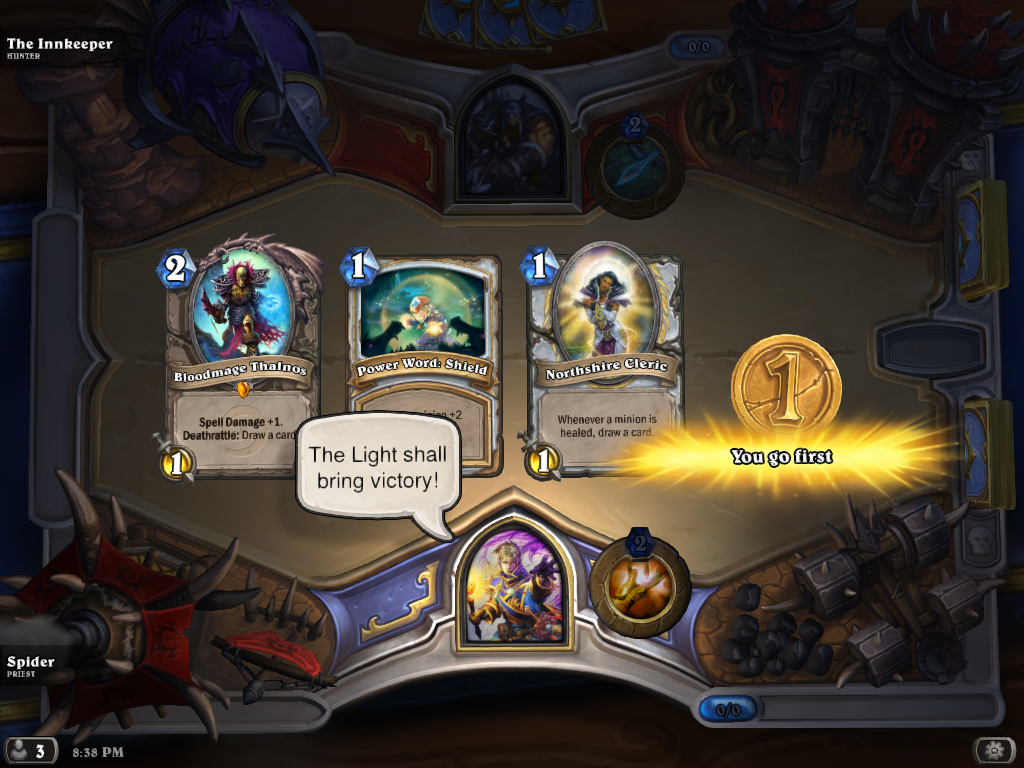 The Innkeeper
HUNTER
0/0
2
2
1
1
1
Bloodmage Thalnos
Power Word: Shield
Northshire Cleric
Spell Damage +1.
Deathrattle: Draw a card
+2
Whenever a minion is
healed, draw a card.
1
1
You go first
The Light shall
bring victory!
2
Spider
PRIEST
0/0
3
8:38 PM